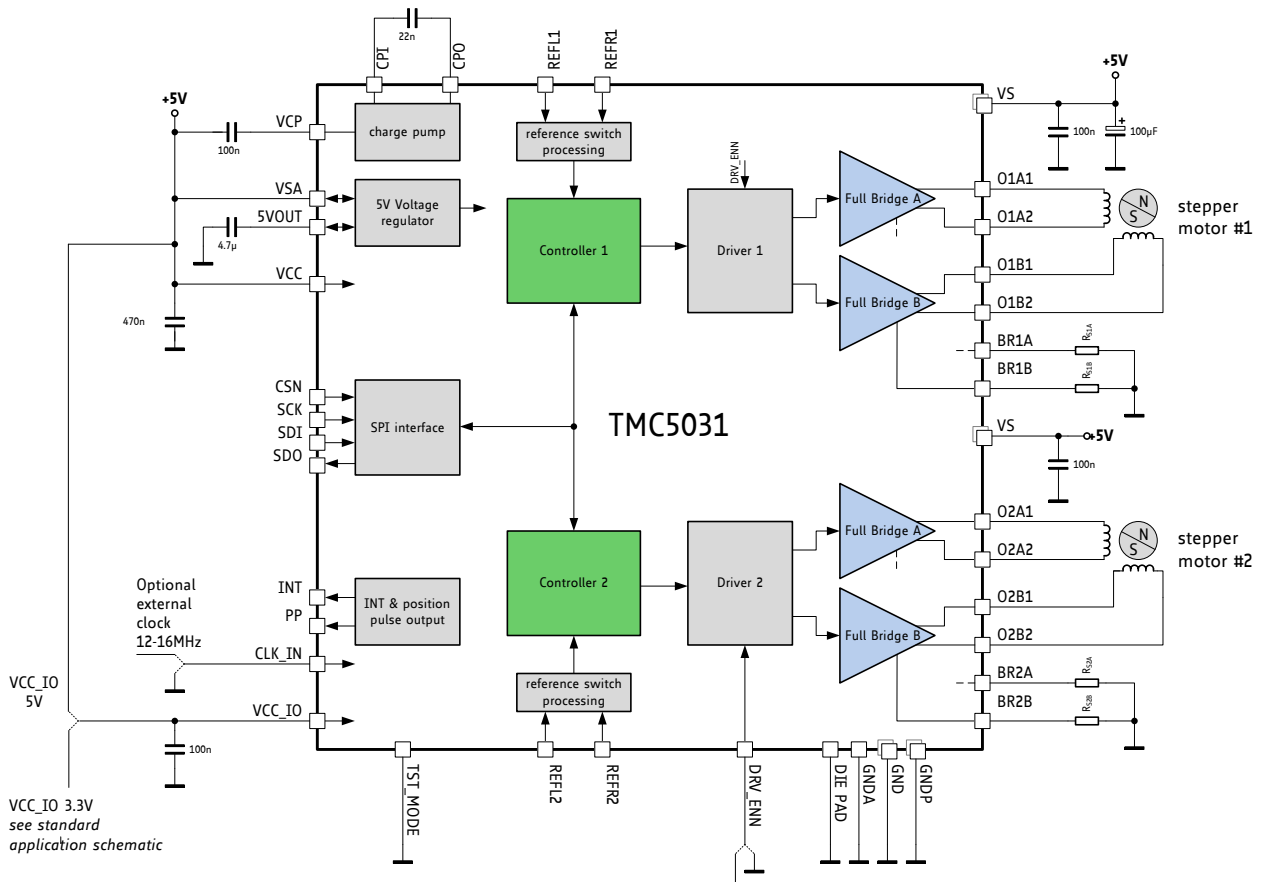 22n
CPI
CPO
REFL1
REFR1
+5V
VCP
100n
charge pump
reference switch
processing
VSA
5VOUT
4.7µ
5V Voltage
regulator
VCC
470n
Controller 1
DRV_ENN
Driver 1
Full Bridge A
Full Bridge B
+5V
VS
100n
+
100µF
O1A1
O1A2
O1B1
O1B2
N
S
stepper
motor #1
BR1A
RS1A
BR1B
RS1B
CSN
SCK
SDI
SDO
SPI interface
TMC5031
VS
+5V
100n
Controller 2
Driver 2
Full Bridge A
Full Bridge B
O2A1
O2A2
O2B1
O2B2
N
S
stepper
motor #2
BR2A
RS2A
BR2B
RS2B
INT
PP
INT & position
pulse output
Optional
external
clock
12-16MHz
CLK_IN
reference switch
processing
VCC_IO
5V
VCC_IO
100n
VCC_IO 3.3V
see standard
application schematic
TST_MODE
REFL2
REFR2
DRV_ENN
DIE PAD
GNDA
GND
GNDP